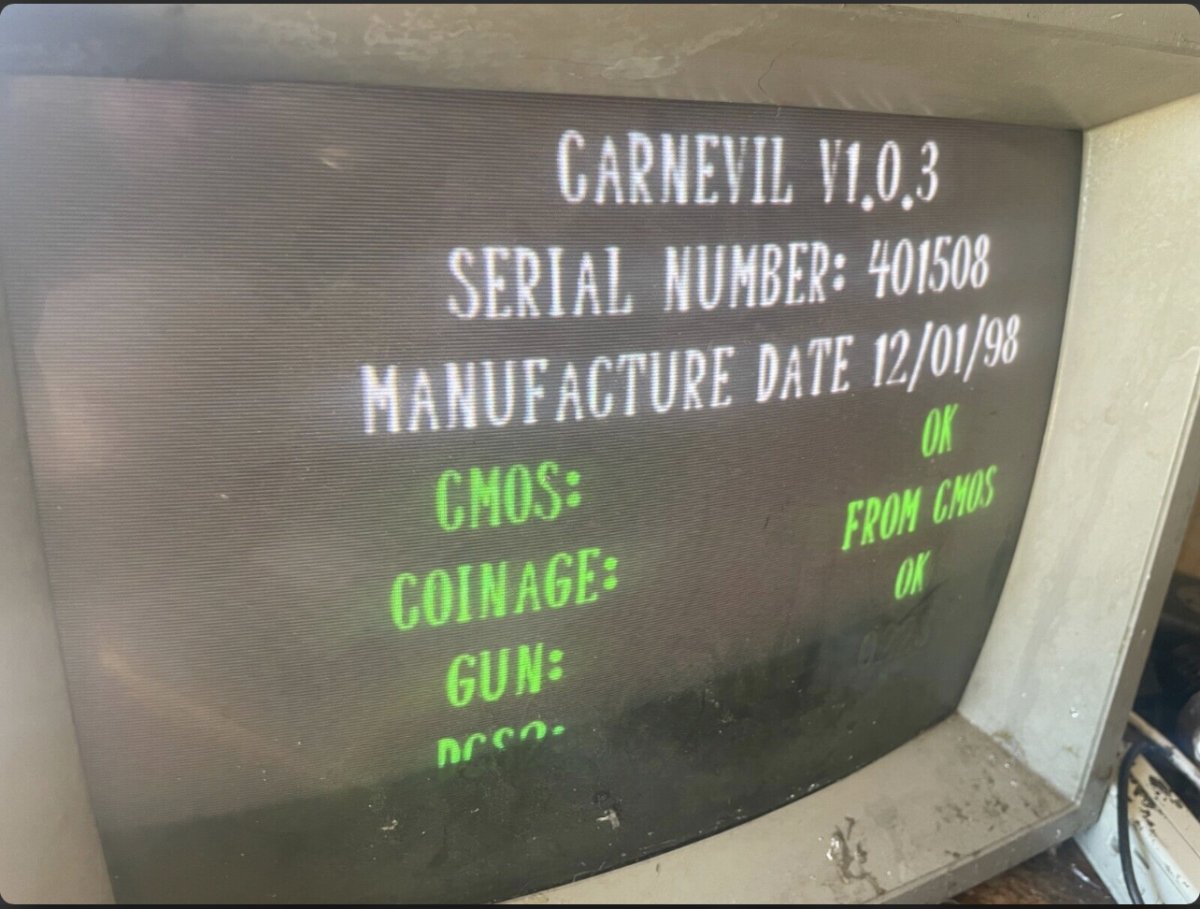 CARNEVIL V1.0.3
SERIAL NUMBER: 401508
MANUFACTURE DATE 12/01/98
CMOS: OK
COINAGE: FROM CMOS
GUN: OK